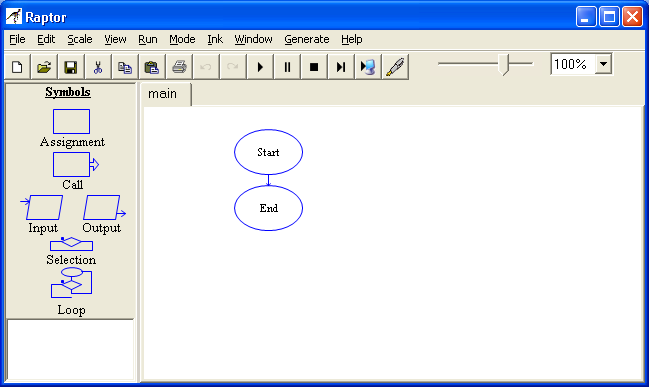 Raptor
File Edit Scale View Run Mode Ink Window Generate Help
100%
Symbols
main
Assignment
Call
Input Output
Selection
Loop
Start
End